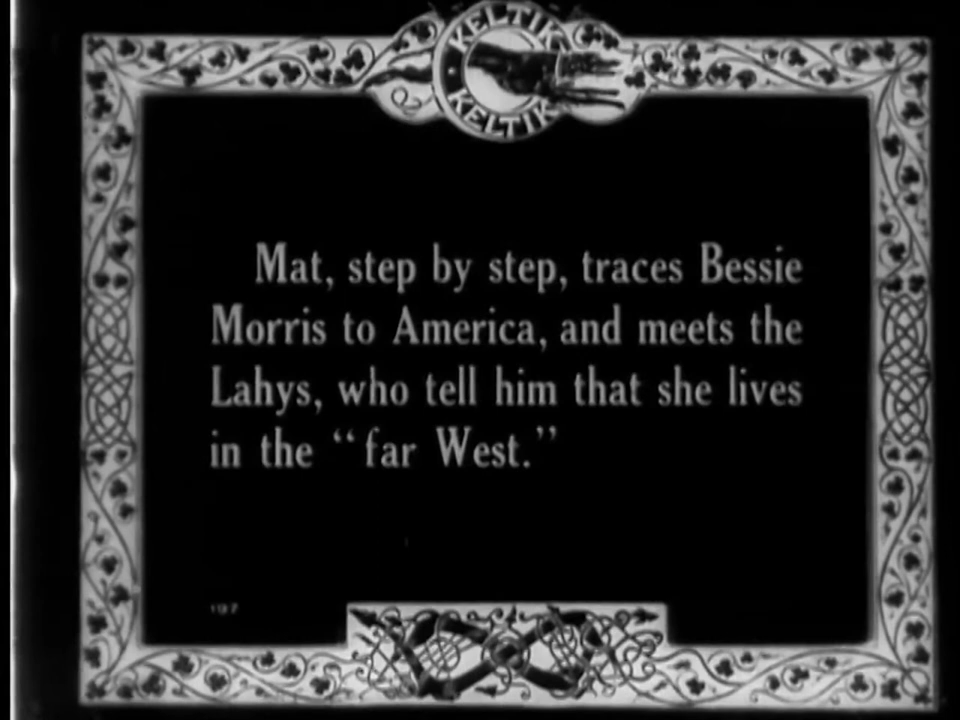 KELTIK
KELTIK
Mat, step by step, traces Bessie
Morris to America, and meets the
Lahys, who tell him that she lives
in the “far West.”
197